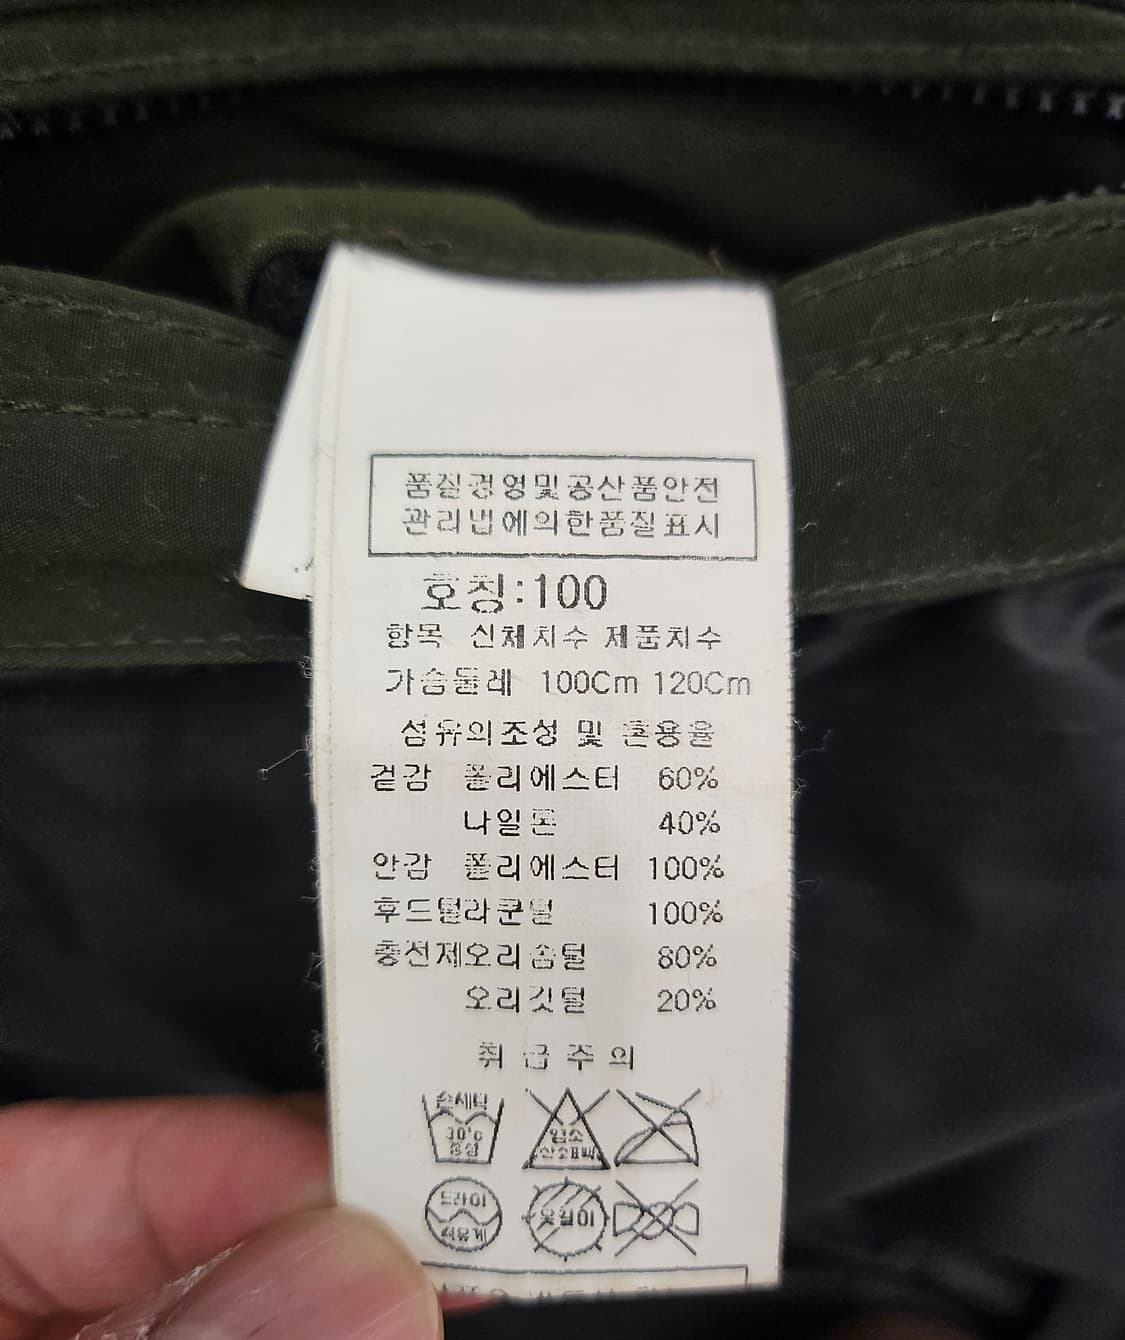 품질경영및공산품안전
관리법에의한품질표시
호칭:100
항목 신체치수 제품치수
가슴둘레 100Cm 120Cm
섬유의조성 및 혼용율
겉감 폴리에스터 60%
나일론 40%
안감 폴리에스터 100%
후드털라쿤털 100%
충전제오리솜털 80%
오리깃털 20%
취급주의
손세탁
30℃
중성
염소
산소표백
드라이
석유계
옷걸이